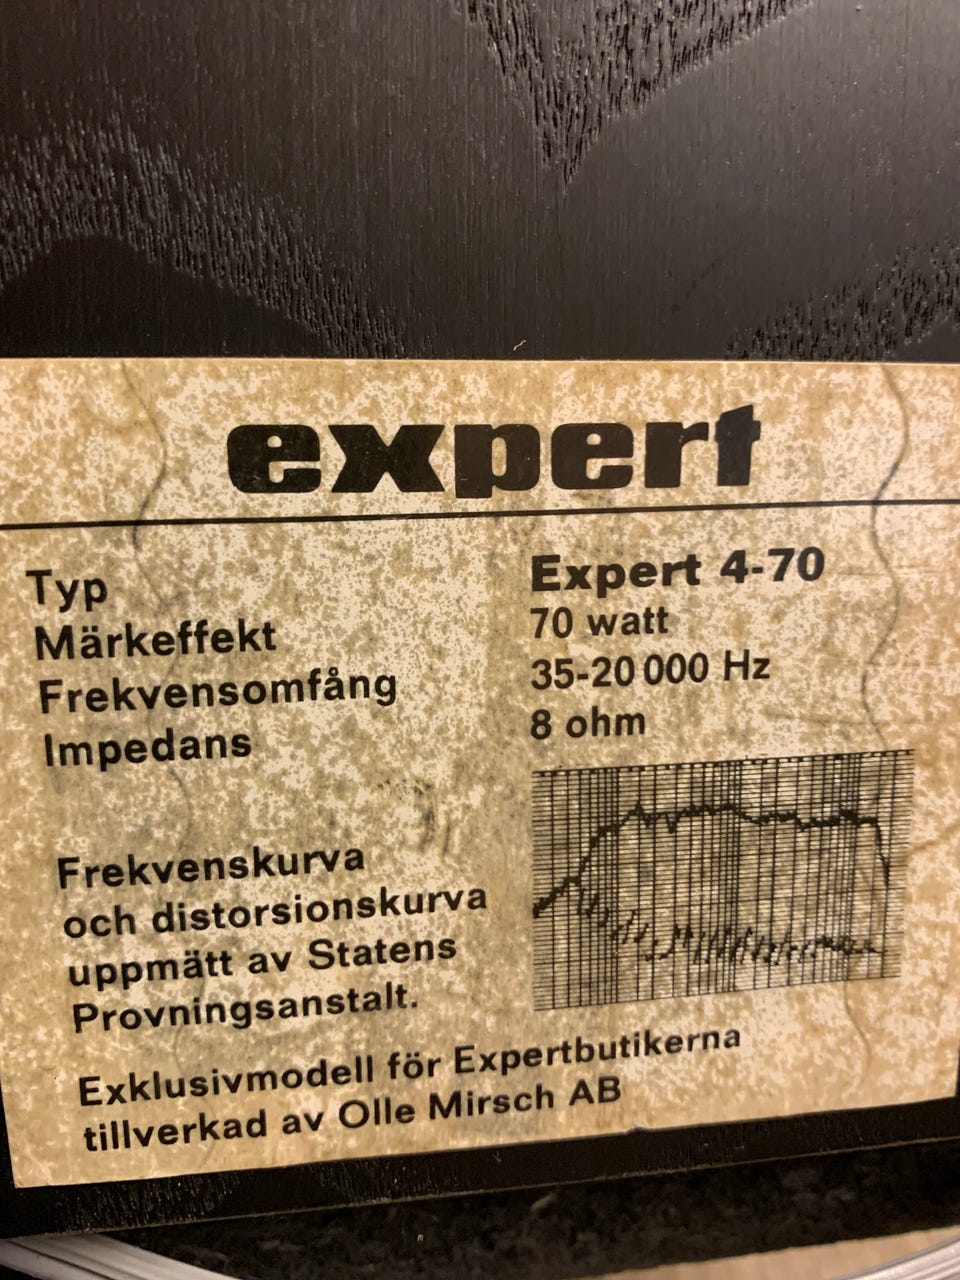 expert
Typ Expert 4-70
Märkeffekt 70 watt
Frekvensomfång 35-20 000 Hz
Impedans 8 ohm
Frekvenskurva
och distorsionskurva
uppmätt av Statens
Provningsanstalt.
Exklusivmodell för Expertbutikerna
tillverkad av Olle Mirsch AB